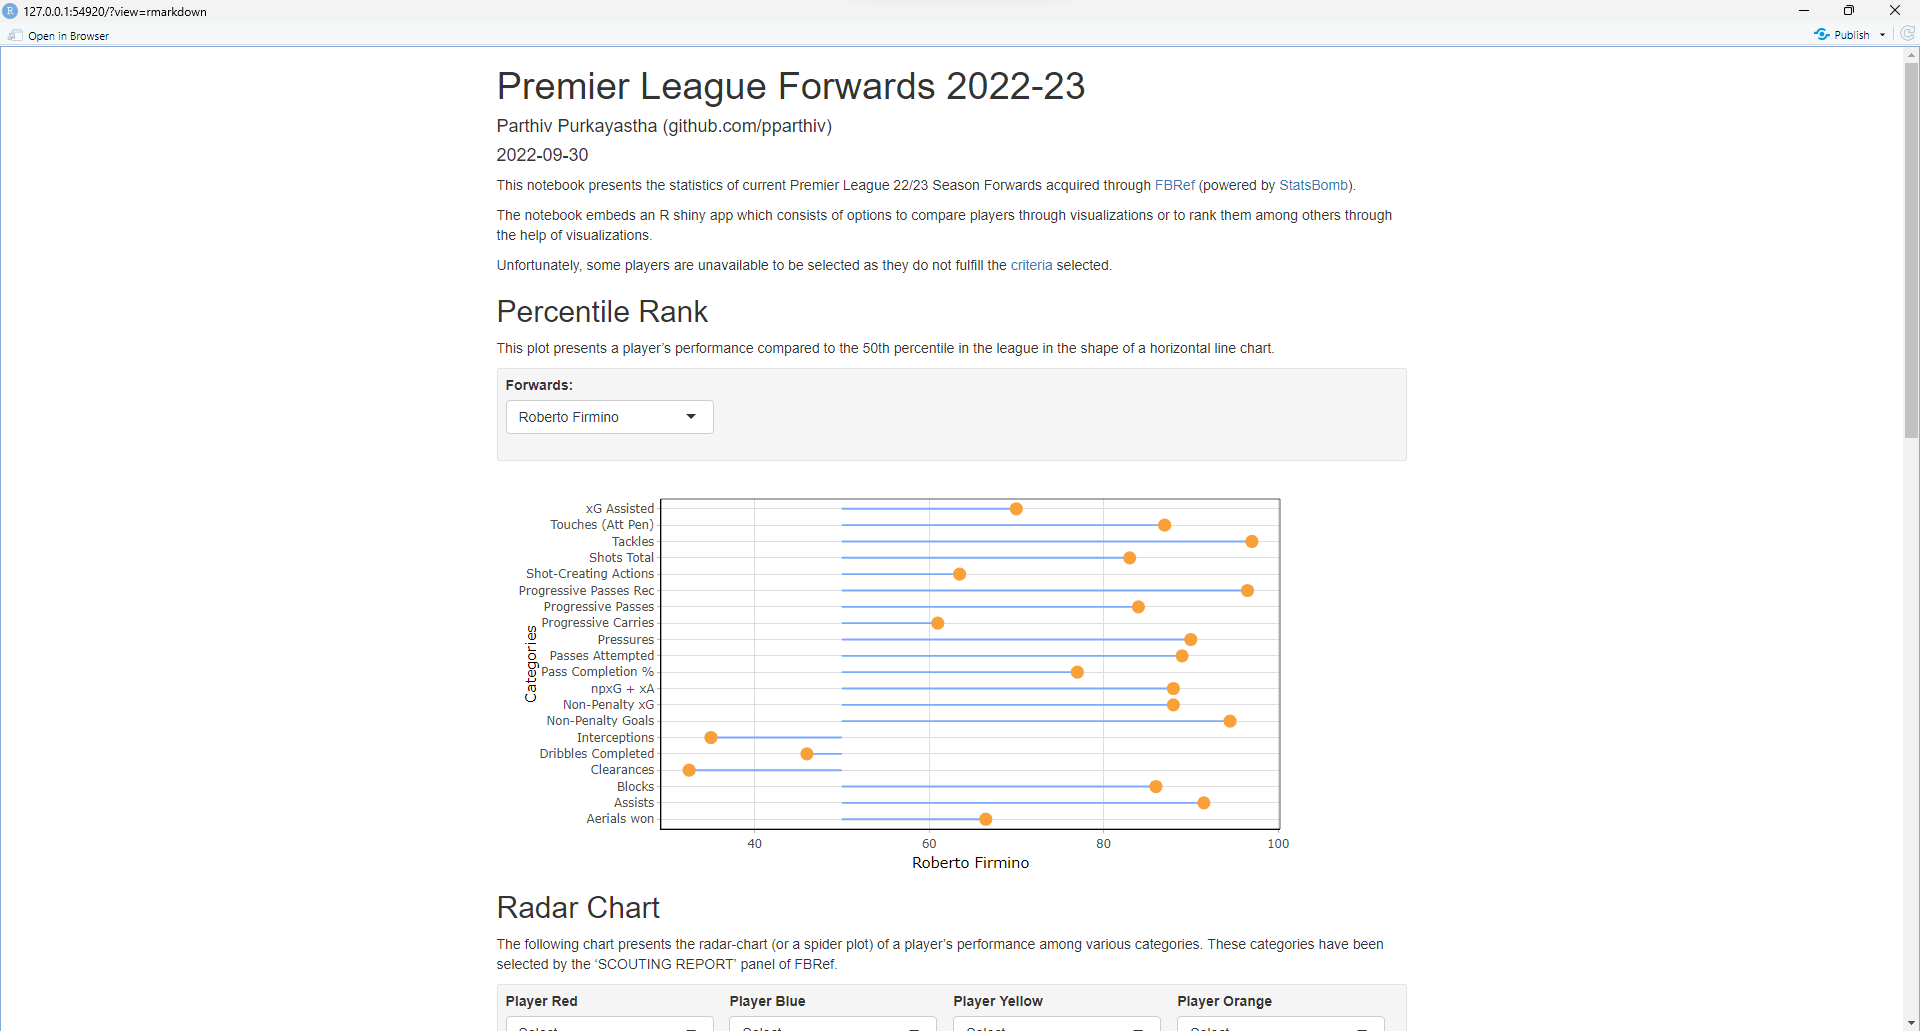 127.0.0.1:54920/?view=rmarkdown
Open in Browser
Publish
Premier League Forwards 2022-23
Parthiv Purkayastha (github.com/pparthiv)
2022-09-30
This notebook presents the statistics of current Premier League 22/23 Season Forwards acquired through FBRef (powered by StatsBomb).
The notebook embeds an R shiny app which consists of options to compare players through visualizations or to rank them among others through
the help of visualizations.
Unfortunately, some players are unavailable to be selected as they do not fulfill the criteria selected.
Percentile Rank
This plot presents a player’s performance compared to the 50th percentile in the league in the shape of a horizontal line chart.
Forwards:
Roberto Firmino
Categories
xG Assisted
Touches (Att Pen)
Tackles
Shots Total
Shot-Creating Actions
Progressive Passes Rec
Progressive Passes
Progressive Carries
Pressures
Passes Attempted
Pass Completion %
npxG + xA
Non-Penalty xG
Non-Penalty Goals
Interceptions
Dribbles Completed
Clearances
Blocks
Assists
Aerials won
40 60 80 100
Roberto Firmino
Radar Chart
The following chart presents the radar-chart (or a spider plot) of a player’s performance among various categories. These categories have been
selected by the ‘SCOUTING REPORT’ panel of FBRef.
Player Red Player Blue Player Yellow Player Orange